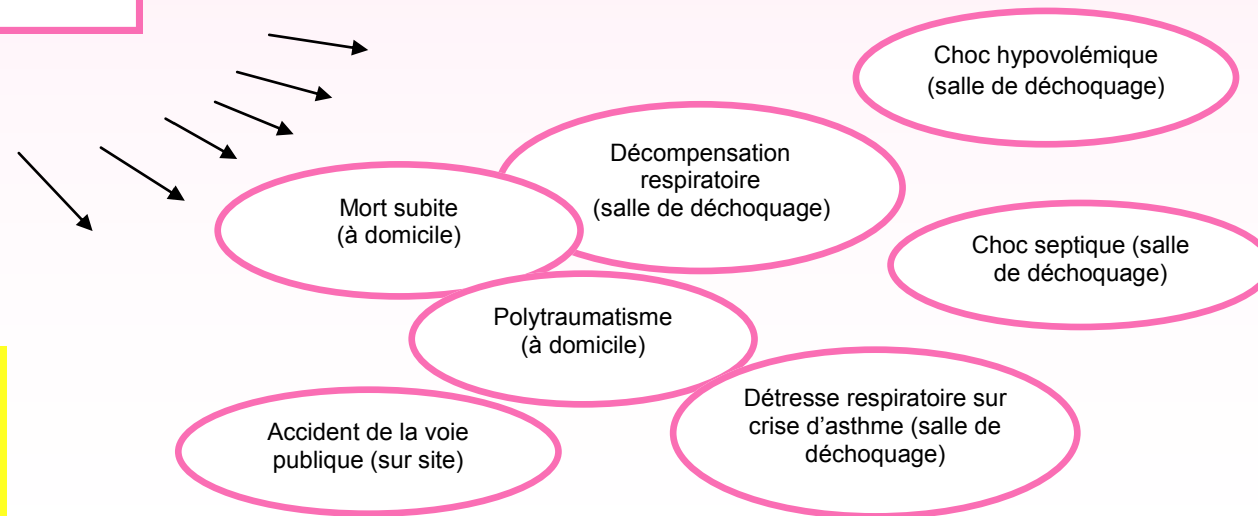 Choc hypovolémique
(salle de déchoquage)
Décompensation
respiratoire
(salle de déchoquage)
Mort subite
(à domicile)
Choc septique (salle
de déchoquage)
Polytraumatisme
(à domicile)
Détresse respiratoire sur
crise d’asthme (salle de
déchoquage)
Accident de la voie
publique (sur site)